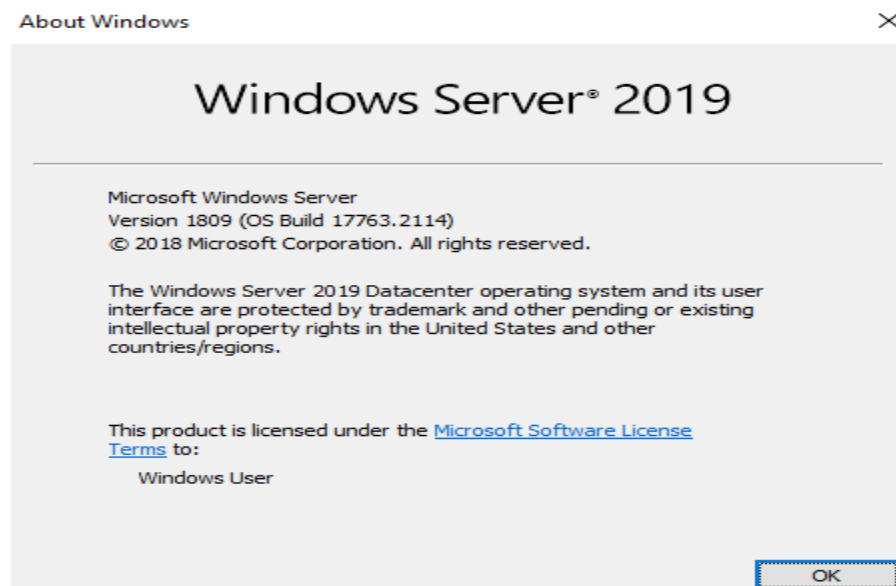 About Windows
Windows Server® 2019
Microsoft Windows Server
Version 1809 (OS Build 17763.2114)
© 2018 Microsoft Corporation. All rights reserved.
The Windows Server 2019 Datacenter operating system and its user
interface are protected by trademark and other pending or existing
intellectual property rights in the United States and other
countries/regions.
This product is licensed under the Microsoft Software License
Terms to:
Windows User
OK